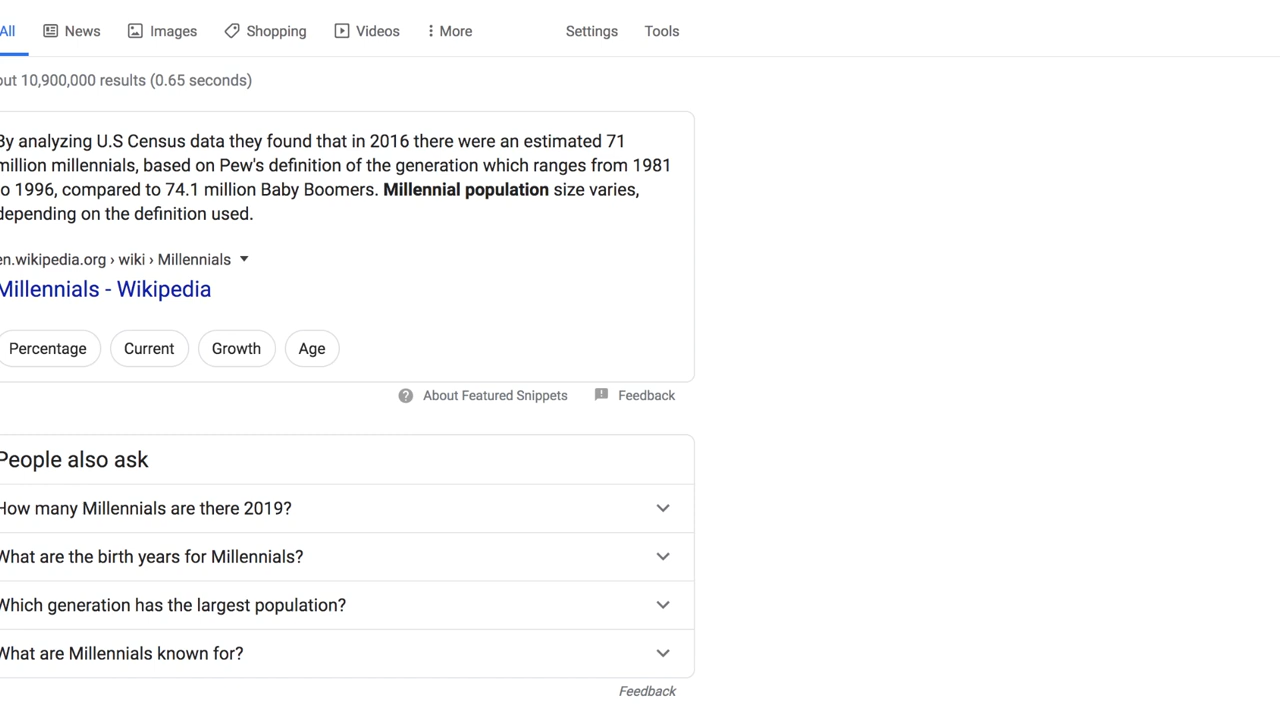 All News Images Shopping Videos More Settings Tools
out 10,900,000 results (0.65 seconds)
By analyzing U.S Census data they found that in 2016 there were an estimated 71
million millennials, based on Pew's definition of the generation which ranges from 1981
to 1996, compared to 74.1 million Baby Boomers. Millennial population size varies,
depending on the definition used.
en.wikipedia.org › wiki › Millennials
Millennials - Wikipedia
Percentage Current Growth Age
About Featured Snippets Feedback
People also ask
How many Millennials are there 2019?
What are the birth years for Millennials?
Which generation has the largest population?
What are Millennials known for?
Feedback